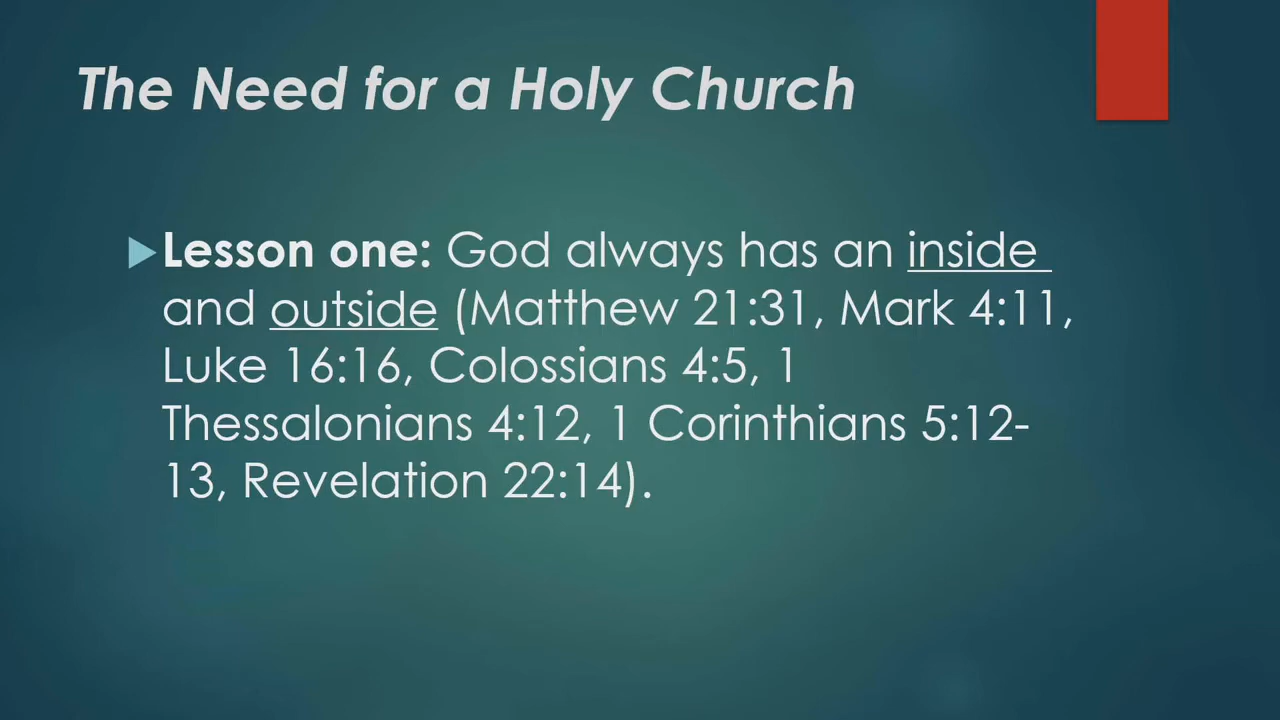 The Need for a Holy Church
Lesson one: God always has an inside
and outside (Matthew 21:31, Mark 4:11,
Luke 16:16, Colossians 4:5, 1
Thessalonians 4:12, 1 Corinthians 5:12-
13, Revelation 22:14).